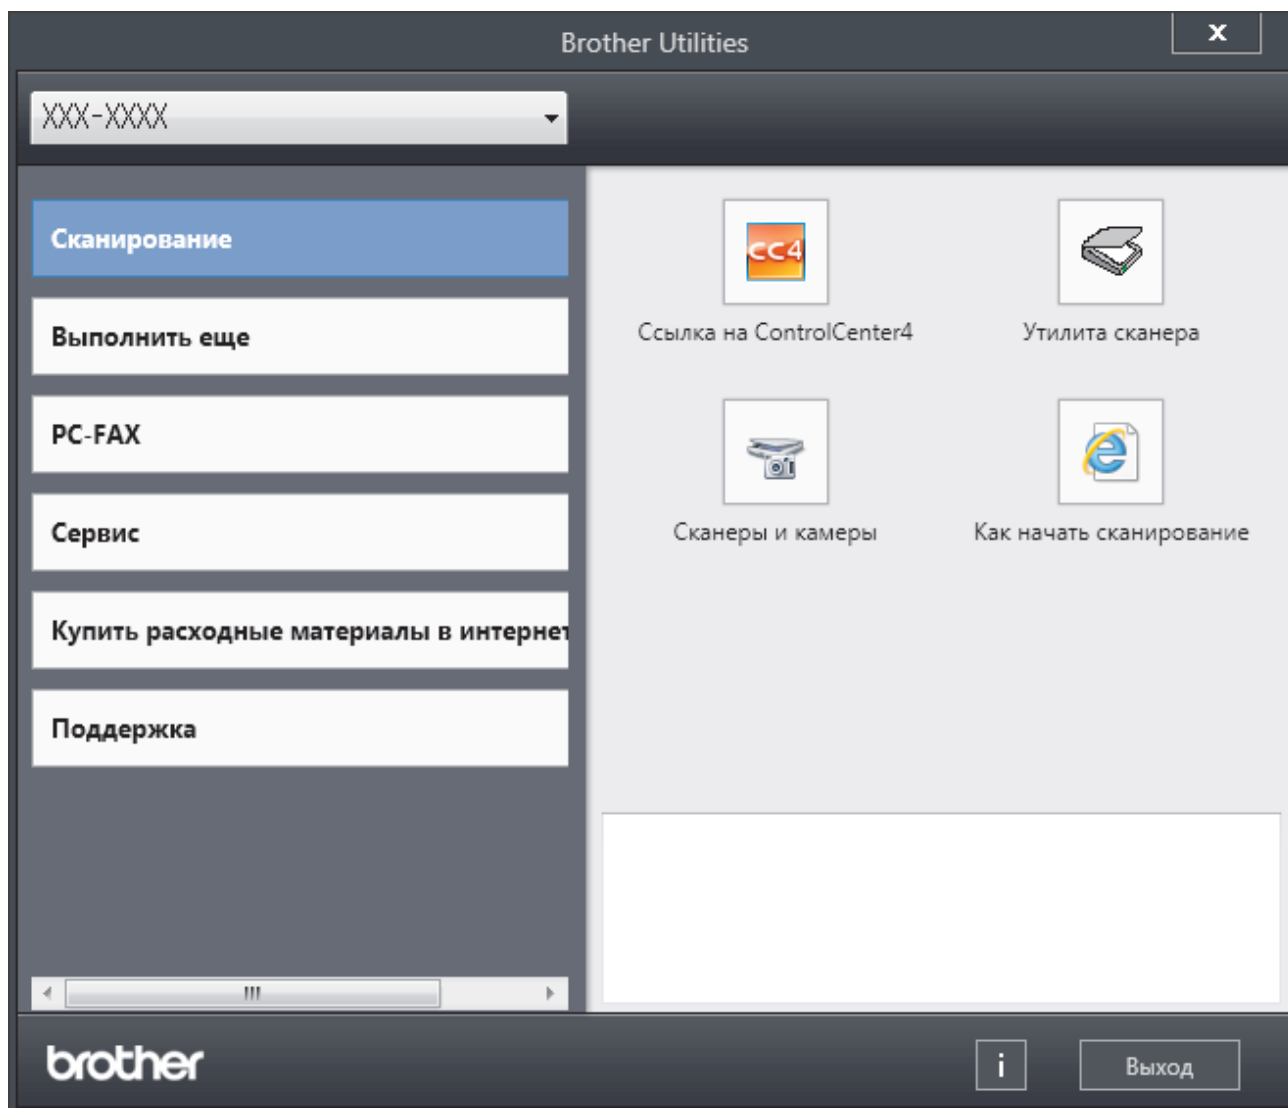 Brother Utilities
x
XXX-XXXX
Сканирование
Выполнить еще
PC-FAX
Сервис
Купить расходные материалы в интернет
Поддержка
CC4
Ссылка на ControlCenter4
Утилита сканера
Сканеры и камеры
Как начать сканирование
brother
i
Выход